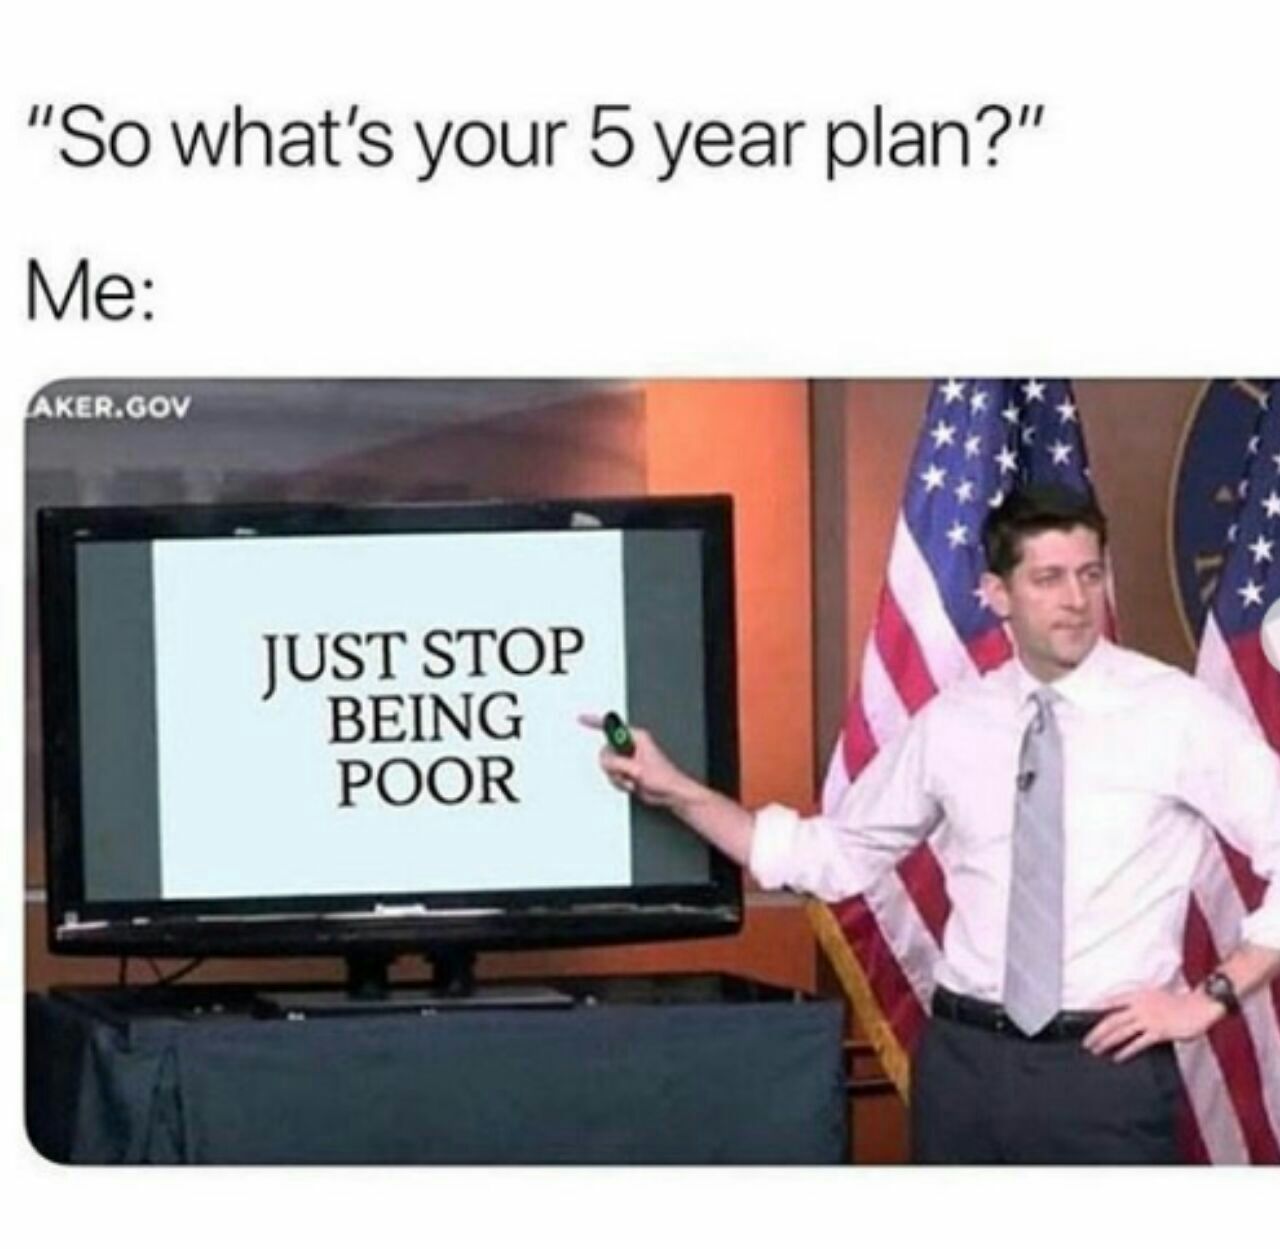 "So what's your 5 year plan?"
Me:
AKER.GOV
JUST STOP
BEING
POOR